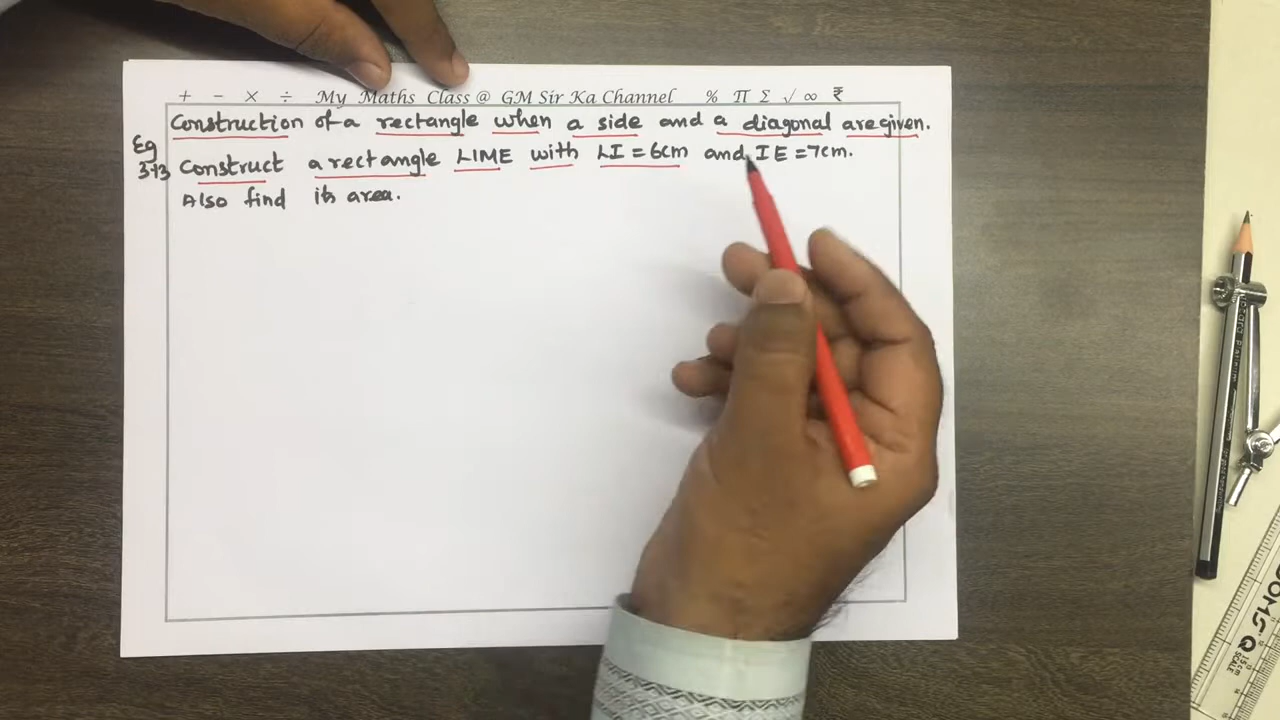 + - × ÷ My Maths Class @ GM Sir Ka Channel % Π Σ √ ∞ ₹
Construction of a rectangle when a side and a diagonal are given.
Eg 3.13 Construct a rectangle LIME with LI = 6cm and IE = 7cm.
Also find its area.